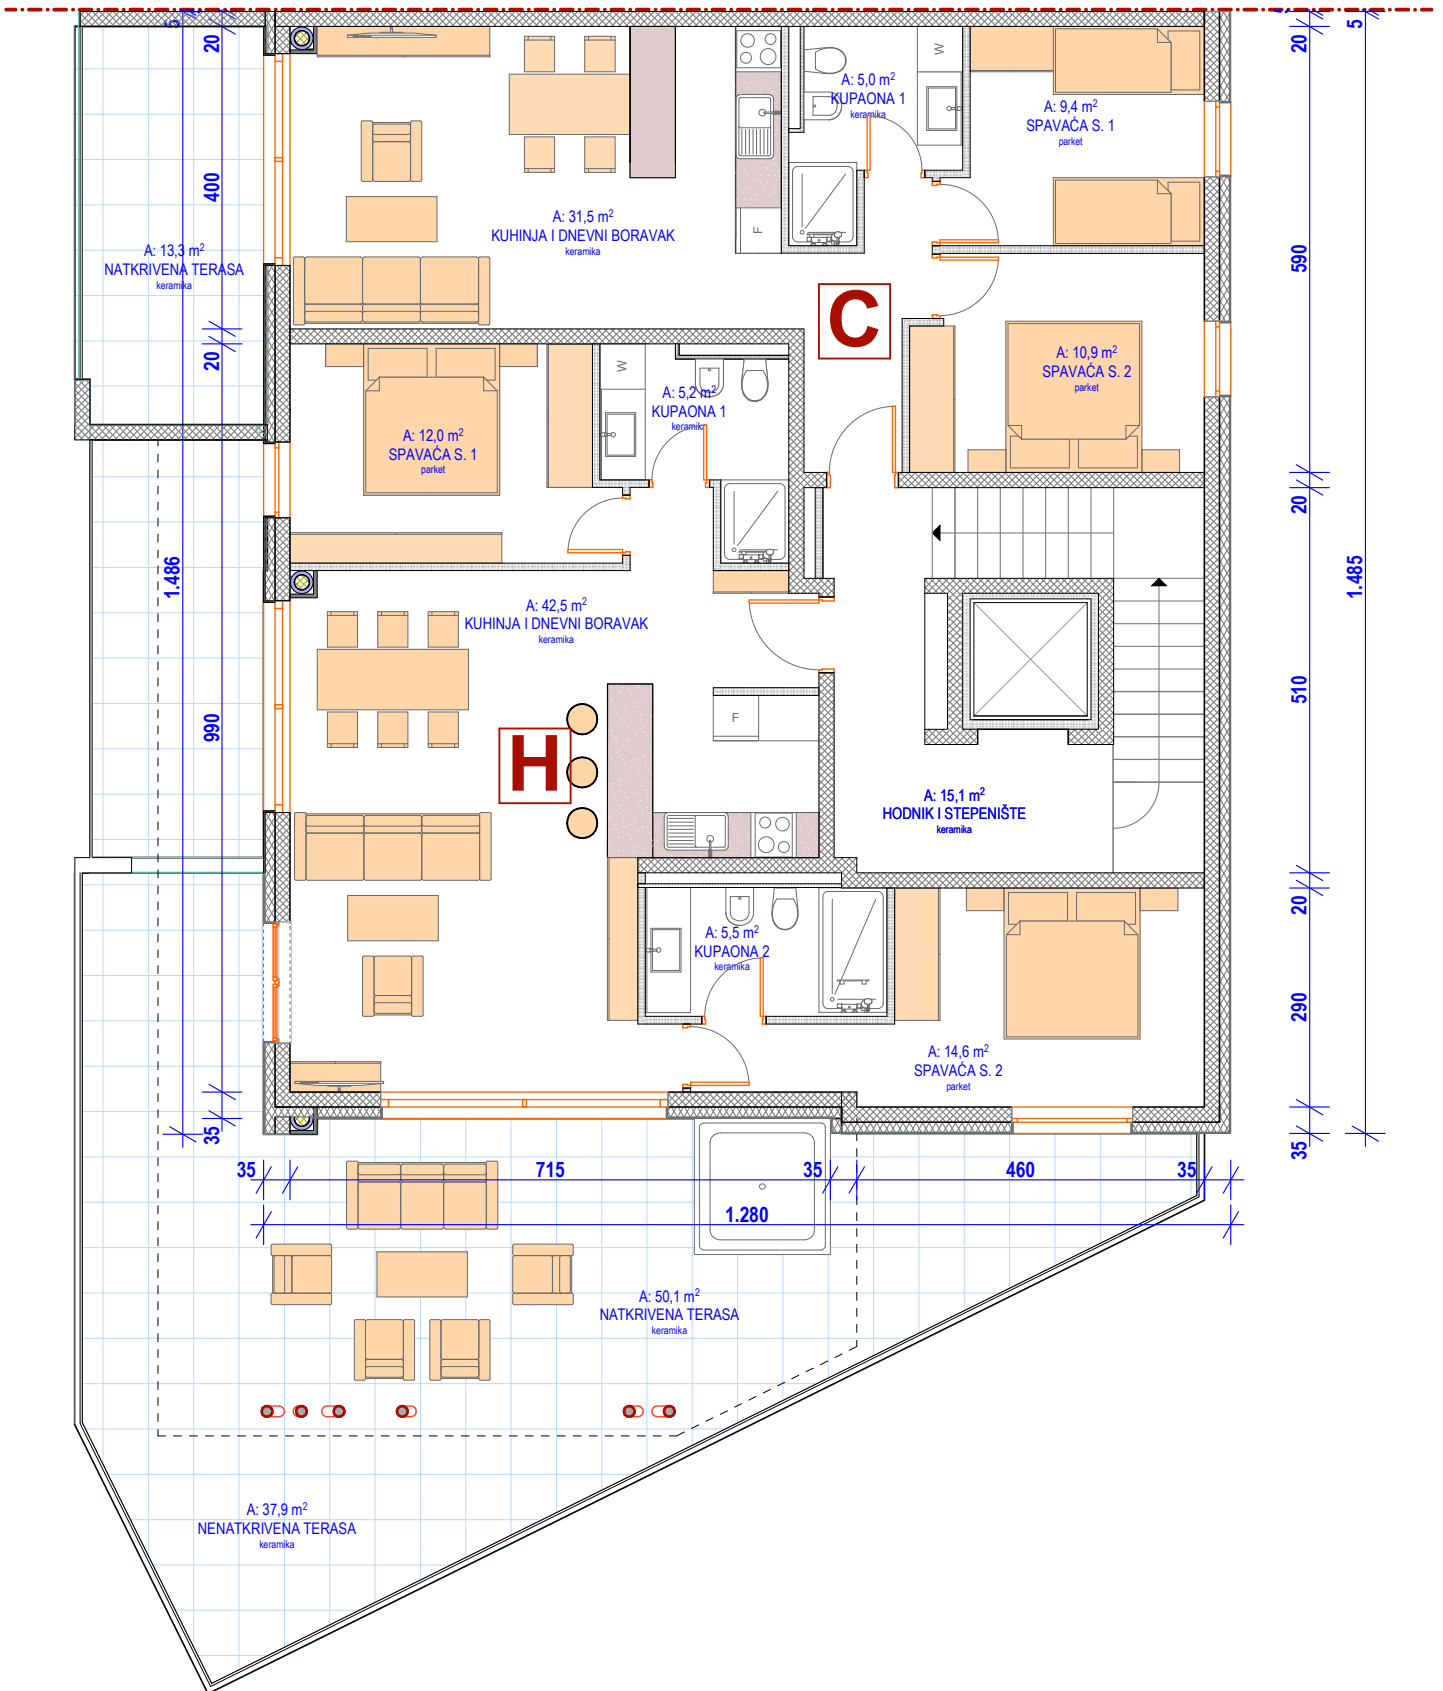 20
20
5
A: 5,0 m²
KUPAONA 1
keramika
W
A: 9,4 m²
SPAVAĆA S. 1
parket
400
A: 31,5 m²
KUHINJA I DNEVNI BORAVAK
keramika
F
A: 13,3 m²
NATKRIVENA TERASA
keramika
590
C
20
W
A: 5,2 m²
KUPAONA 1
keramika
A: 10,9 m²
SPAVAĆA S. 2
parket
A: 12,0 m²
SPAVAĆA S. 1
parket
20
1.486
1.485
A: 42,5 m²
KUHINJA I DNEVNI BORAVAK
keramika
510
990
F
H
A: 15,1 m²
HODNIK I STEPENIŠTE
keramika
20
A: 5,5 m²
KUPAONA 2
keramika
290
A: 14,6 m²
SPAVAĆA S. 2
parket
35
35
35
715
35
460
35
1.280
A: 50,1 m²
NATKRIVENA TERASA
keramika
A: 37,9 m²
NENATKRIVENA TERASA
keramika